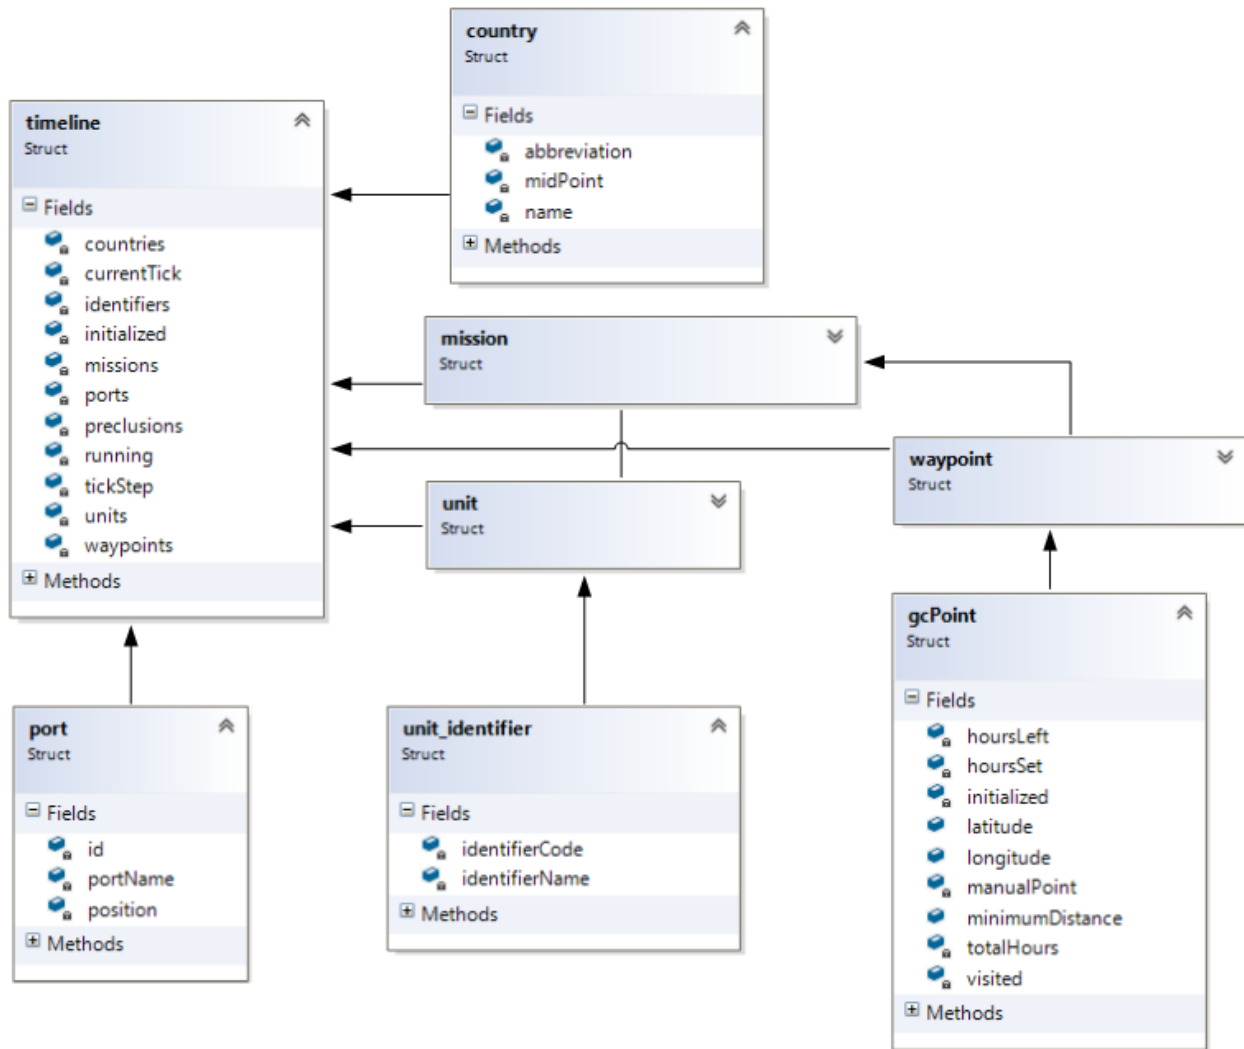 country
Struct
Fields
abbreviation
midPoint
name
Methods
timeline
Struct
Fields
countries
currentTick
identifiers
initialized
missions
ports
preclusions
running
tickStep
units
waypoints
Methods
mission
Struct
waypoint
Struct
unit
Struct
gcPoint
Struct
Fields
hoursLeft
hoursSet
initialized
latitude
longitude
manualPoint
minimumDistance
totalHours
visited
Methods
port
Struct
Fields
id
portName
position
Methods
unit_identifier
Struct
Fields
identifierCode
identifierName
Methods